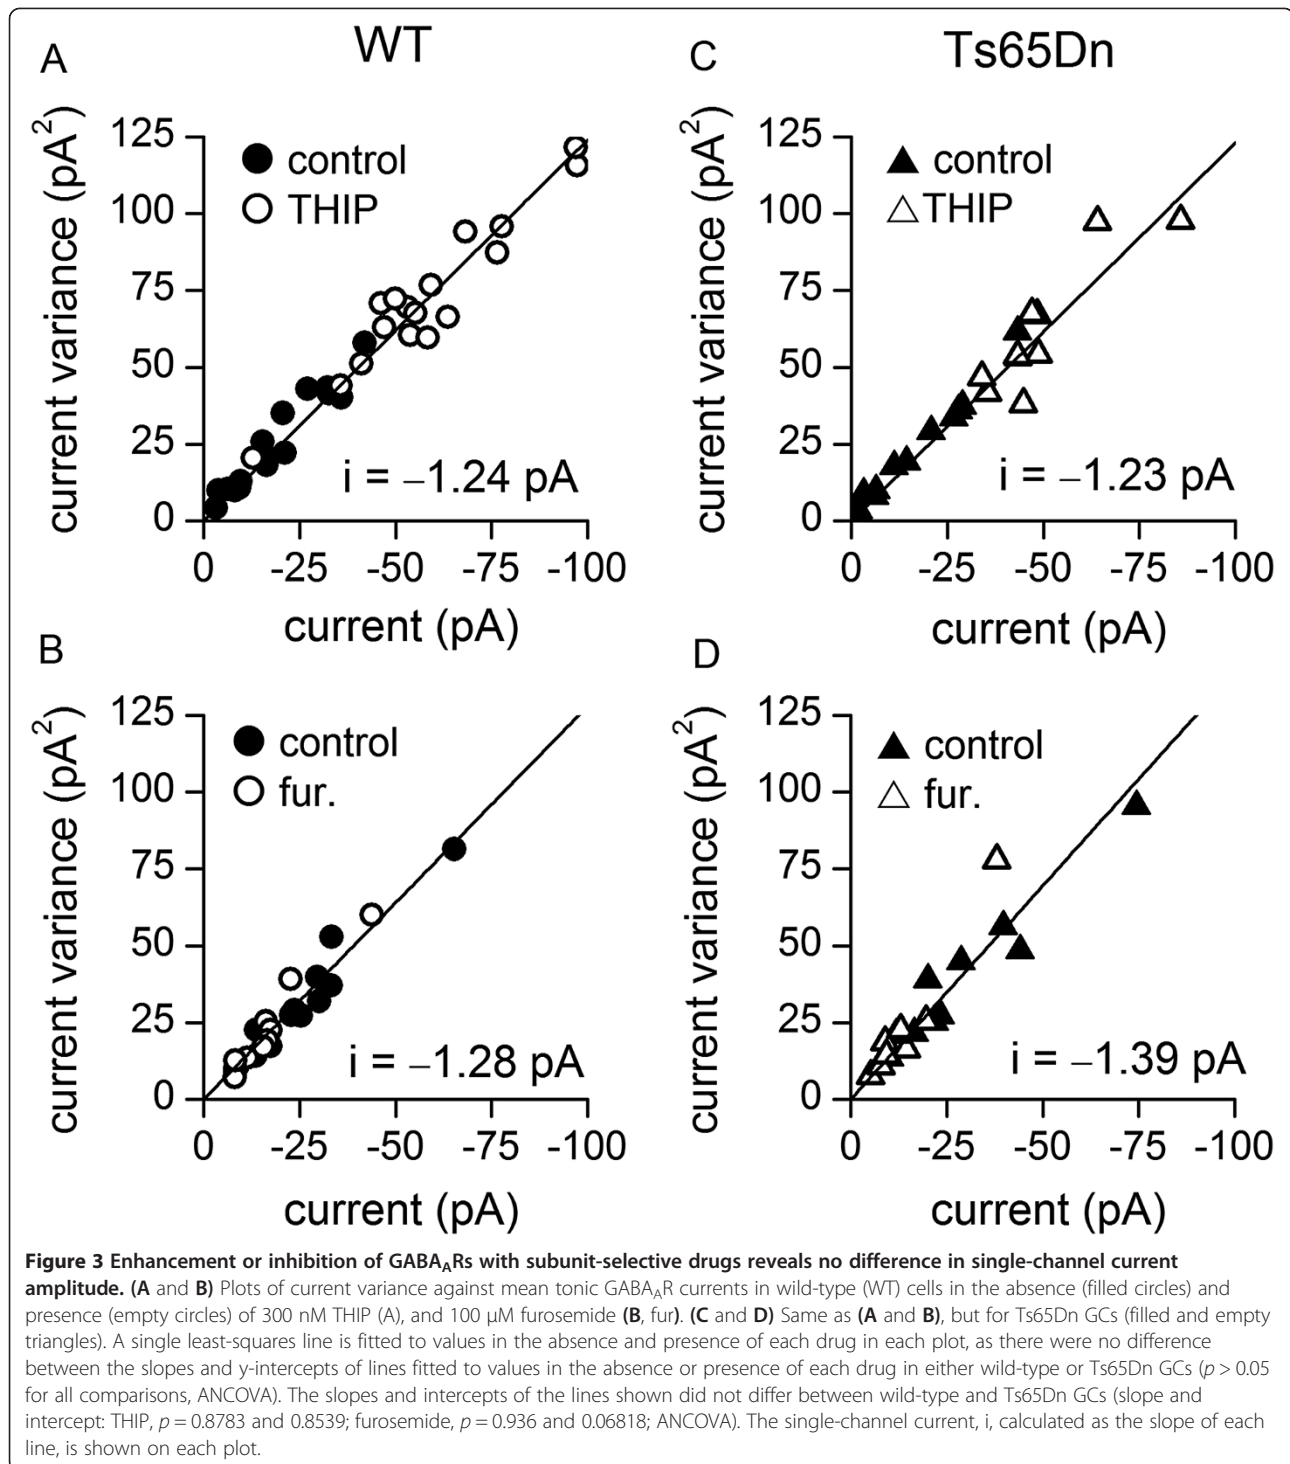 A
WT
current variance (pA²)
125
100
75
50
25
0
control
THIP
i = –1.24 pA
0 -25 -50 -75 -100
current (pA)
C
Ts65Dn
current variance (pA²)
125
100
75
50
25
0
control
THIP
i = –1.23 pA
0 -25 -50 -75 -100
current (pA)
B
current variance (pA²)
125
100
75
50
25
0
control
fur.
i = –1.28 pA
0 -25 -50 -75 -100
current (pA)
D
current variance (pA²)
125
100
75
50
25
0
control
fur.
i = –1.39 pA
0 -25 -50 -75 -100
current (pA)
Figure 3 Enhancement or inhibition of GABA_ARs with subunit-selective drugs reveals no difference in single-channel current
amplitude. (A and B) Plots of current variance against mean tonic GABA_AR currents in wild-type (WT) cells in the absence (filled circles) and
presence (empty circles) of 300 nM THIP (A), and 100 μM furosemide (B, fur). (C and D) Same as (A and B), but for Ts65Dn GCs (filled and empty
triangles). A single least-squares line is fitted to values in the absence and presence of each drug in each plot, as there were no difference
between the slopes and y-intercepts of lines fitted to values in the absence or presence of each drug in either wild-type or Ts65Dn GCs (p > 0.05
for all comparisons, ANCOVA). The slopes and intercepts of the lines shown did not differ between wild-type and Ts65Dn GCs (slope and
intercept: THIP, p = 0.8783 and 0.8539; furosemide, p = 0.936 and 0.06818; ANCOVA). The single-channel current, i, calculated as the slope of each
line, is shown on each plot.